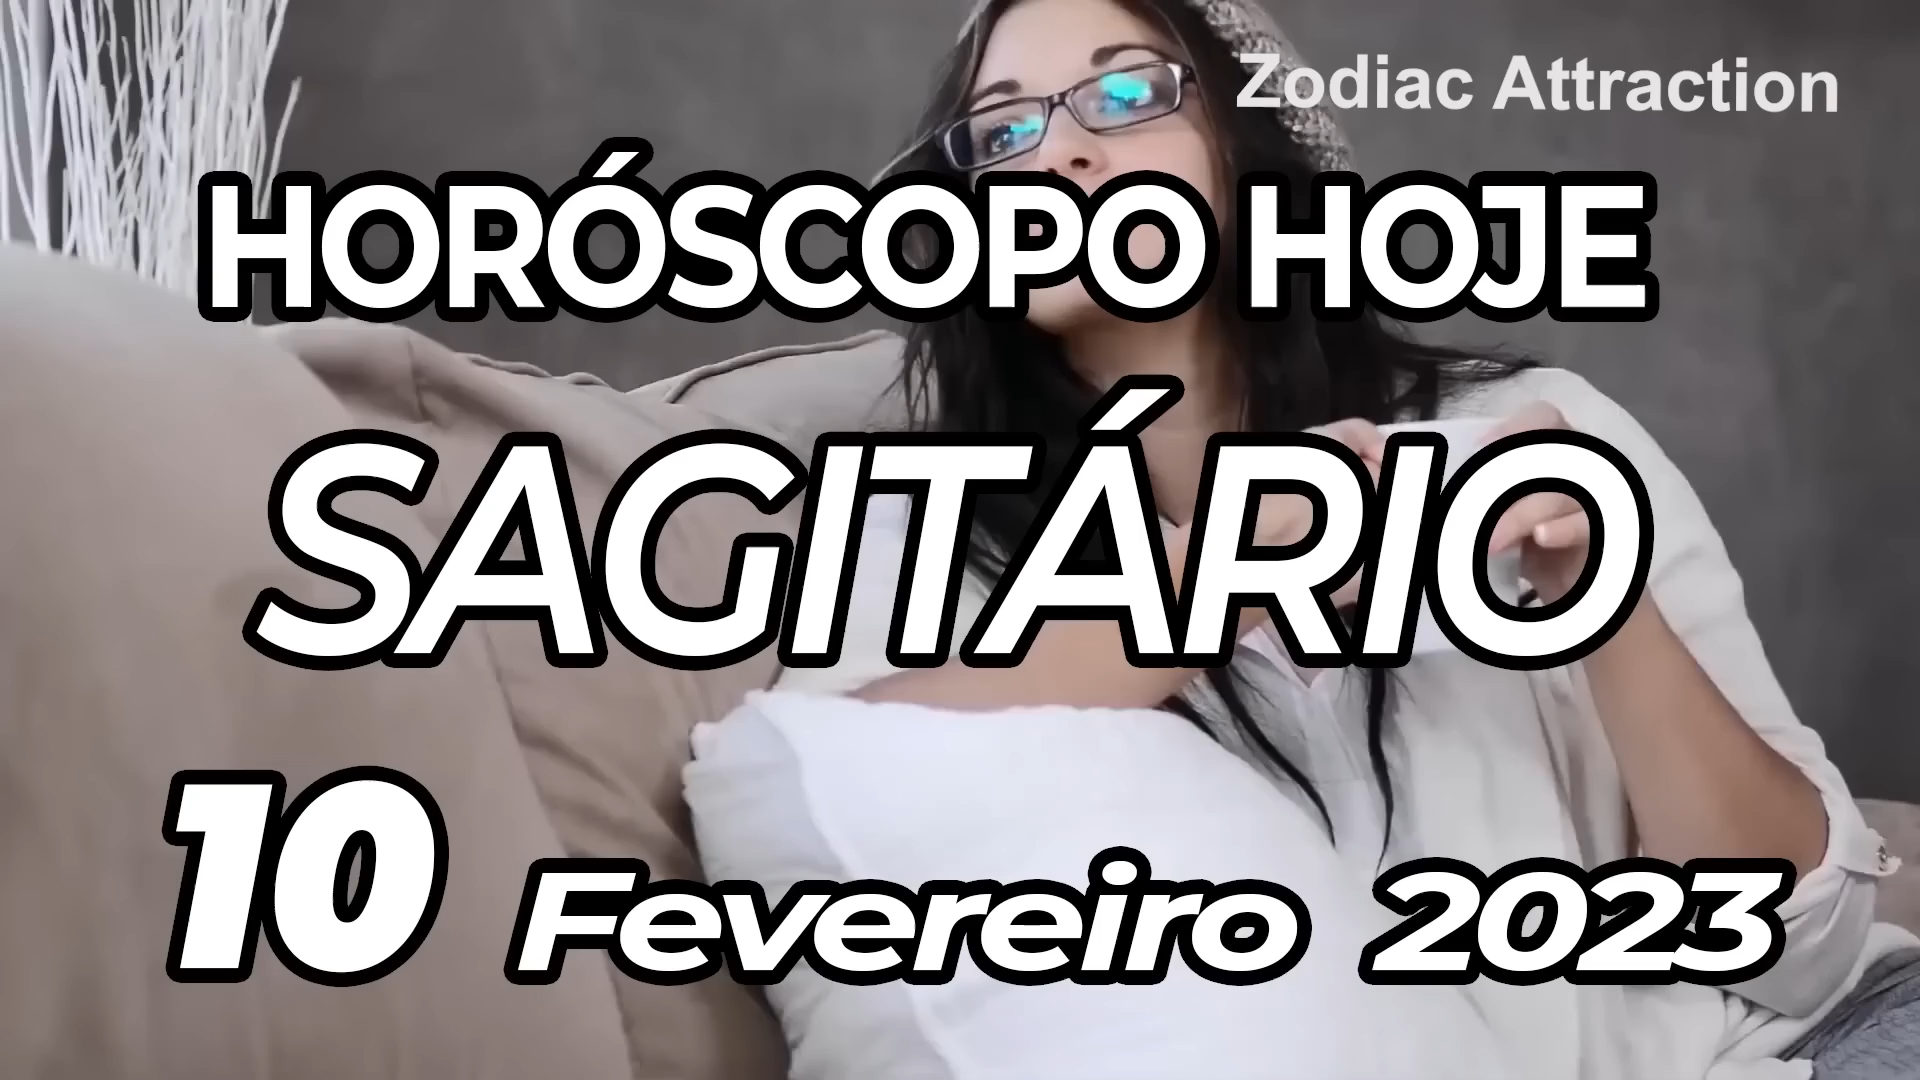 Zodiac Attraction
HORÓSCOPO HOJE
SAGITÁRIO
10 Fevereiro 2023